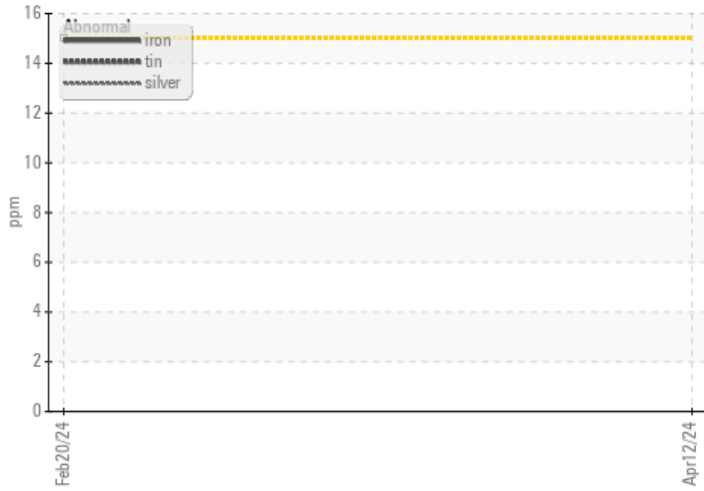 16
Abnormal
iron
tin
silver
14
12
10
8
6
4
2
0
ppm
Feb20/24
Apr12/24